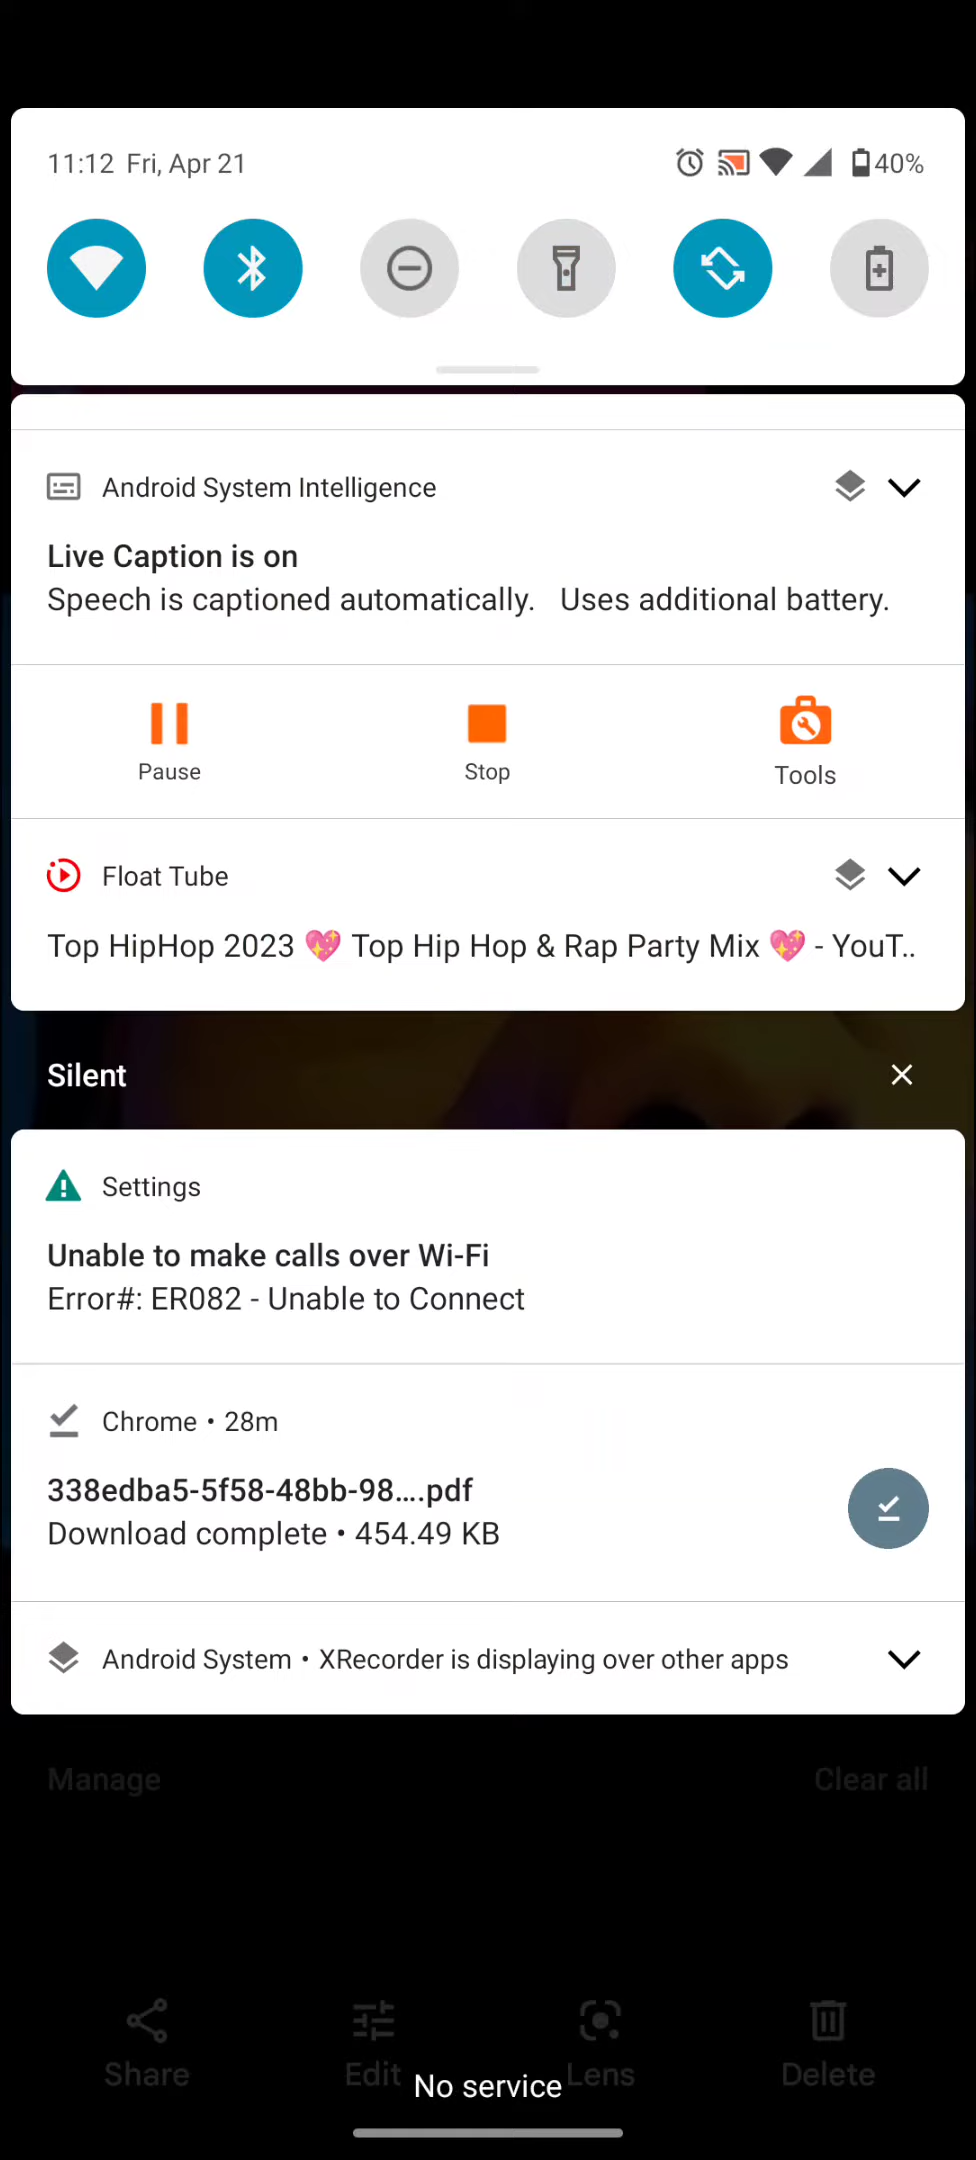 11:12 Fri, Apr 21 40%
Android System Intelligence
Live Caption is on
Speech is captioned automatically. Uses additional battery.
Pause Stop Tools
Float Tube
Top HipHop 2023 💖 Top Hip Hop & Rap Party Mix 💖 - YouT..
Silent
Settings
Unable to make calls over Wi-Fi
Error#: ER082 - Unable to Connect
Chrome • 28m
338edba5-5f58-48bb-98....pdf
Download complete • 454.49 KB
Android System • XRecorder is displaying over other apps
Manage Clear all
Share Edit Lens Delete
No service